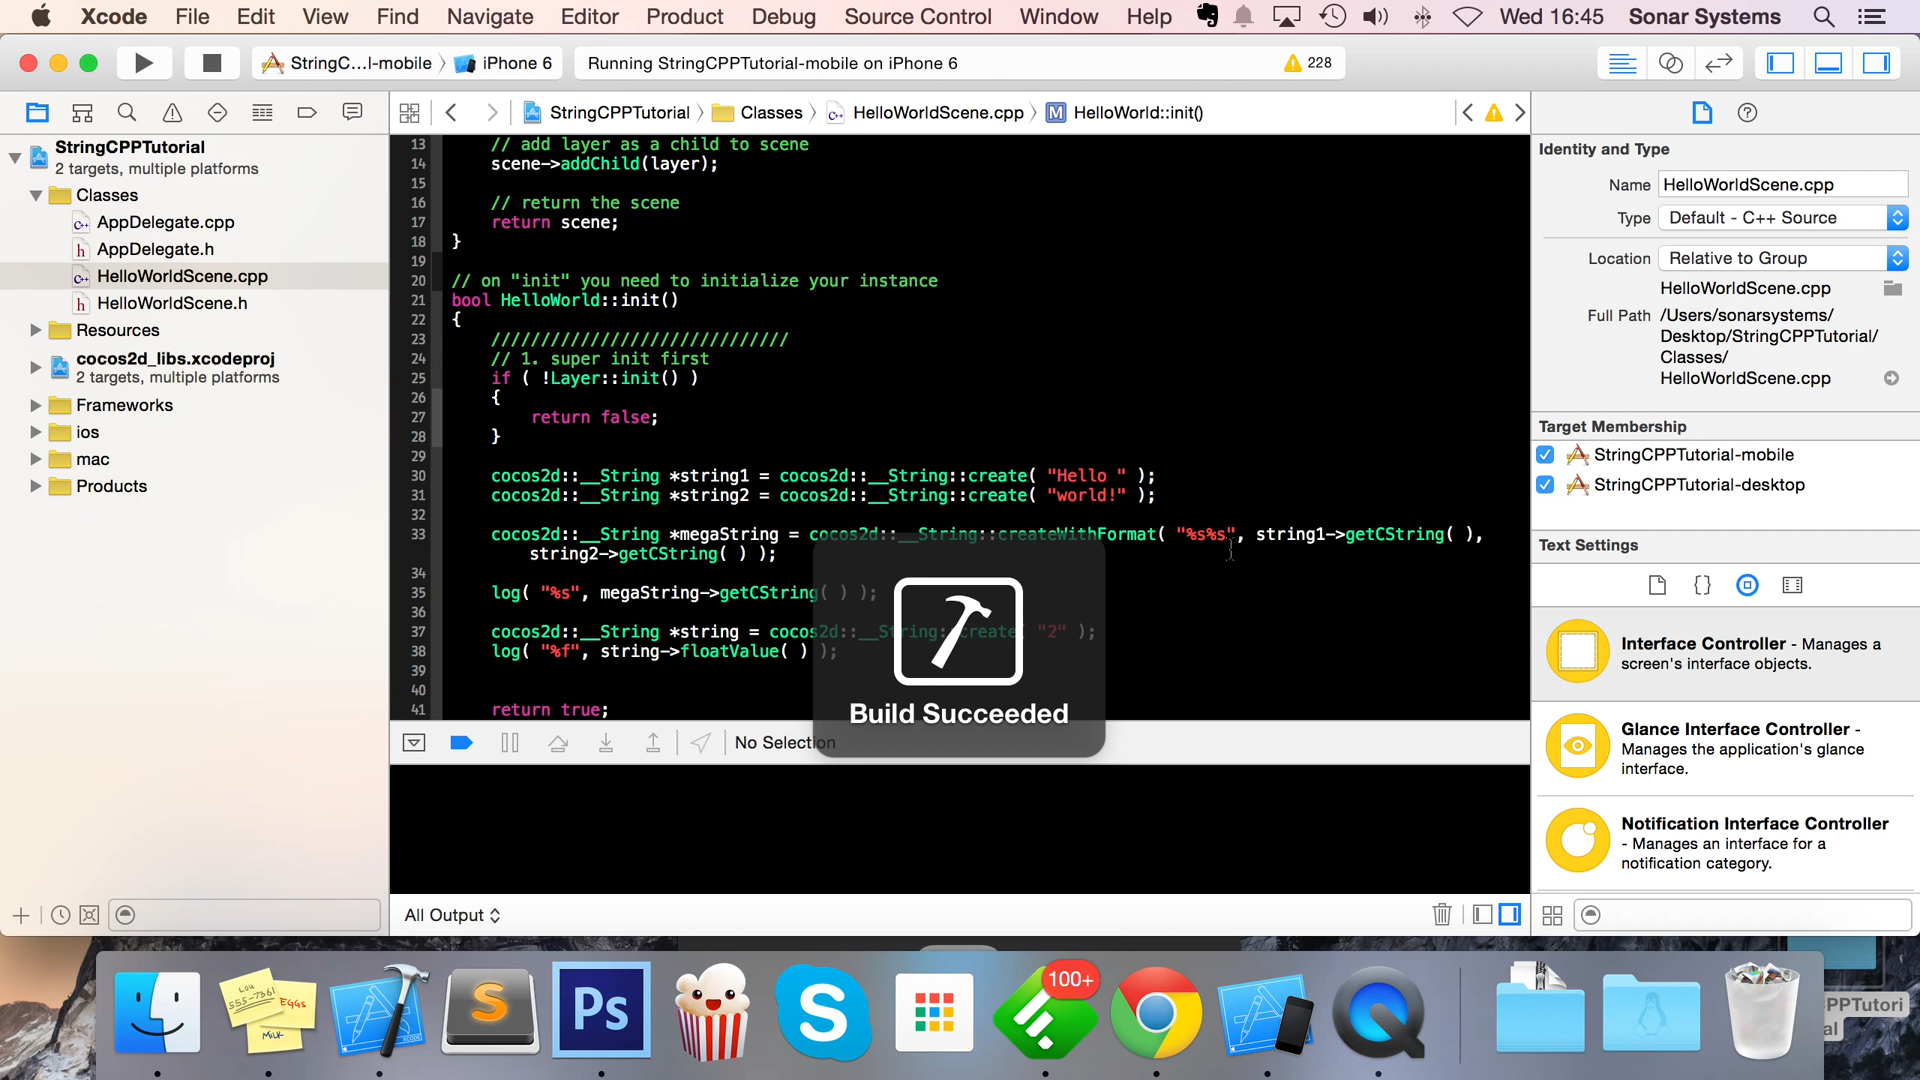 Xcode File Edit View Find Navigate Editor Product Debug Source Control Window Help Wed 16:45 Sonar Systems
StringC...l-mobile iPhone 6 Running StringCPPTutorial-mobile on iPhone 6 228
StringCPPTutorial Classes HelloWorldScene.cpp M HelloWorld::init()
StringCPPTutorial
2 targets, multiple platforms
Classes
AppDelegate.cpp
AppDelegate.h
HelloWorldScene.cpp
HelloWorldScene.h
Resources
cocos2d_libs.xcodeproj
2 targets, multiple platforms
Frameworks
ios
mac
Products
13 // add layer as a child to scene
14 scene->addChild(layer);
15
16 // return the scene
17 return scene;
18 }
19
20 // on "init" you need to initialize your instance
21 bool HelloWorld::init()
22 {
23 //////////////////////////////
24 // 1. super init first
25 if ( !Layer::init() )
26 {
27 return false;
28 }
29
30 cocos2d::__String *string1 = cocos2d::__String::create( "Hello " );
31 cocos2d::__String *string2 = cocos2d::__String::create( "world!" );
32
33 cocos2d::__String *megaString = cocos2d::__String::createWithFormat( "%s%s", string1->getCString( ),
string2->getCString( ) );
34
35 log( "%s", megaString->getCString( ) );
36
37 cocos2d::__String *string = cocos2d::__String::create( "2" );
38 log( "%f", string->floatValue( ) );
39
40
41 return true;
Build Succeeded
No Selection
All Output
Identity and Type
Name HelloWorldScene.cpp
Type Default - C++ Source
Location Relative to Group
HelloWorldScene.cpp
Full Path /Users/sonarsystems/
Desktop/StringCPPTutorial/
Classes/
HelloWorldScene.cpp
Target Membership
StringCPPTutorial-mobile
StringCPPTutorial-desktop
Text Settings
Interface Controller - Manages a
screen's interface objects.
Glance Interface Controller -
Manages the application's glance
interface.
Notification Interface Controller
- Manages an interface for a
notification category.
Lou
555-7361
EGGS
MILK
S
Ps
S
100+
PPTutori
al